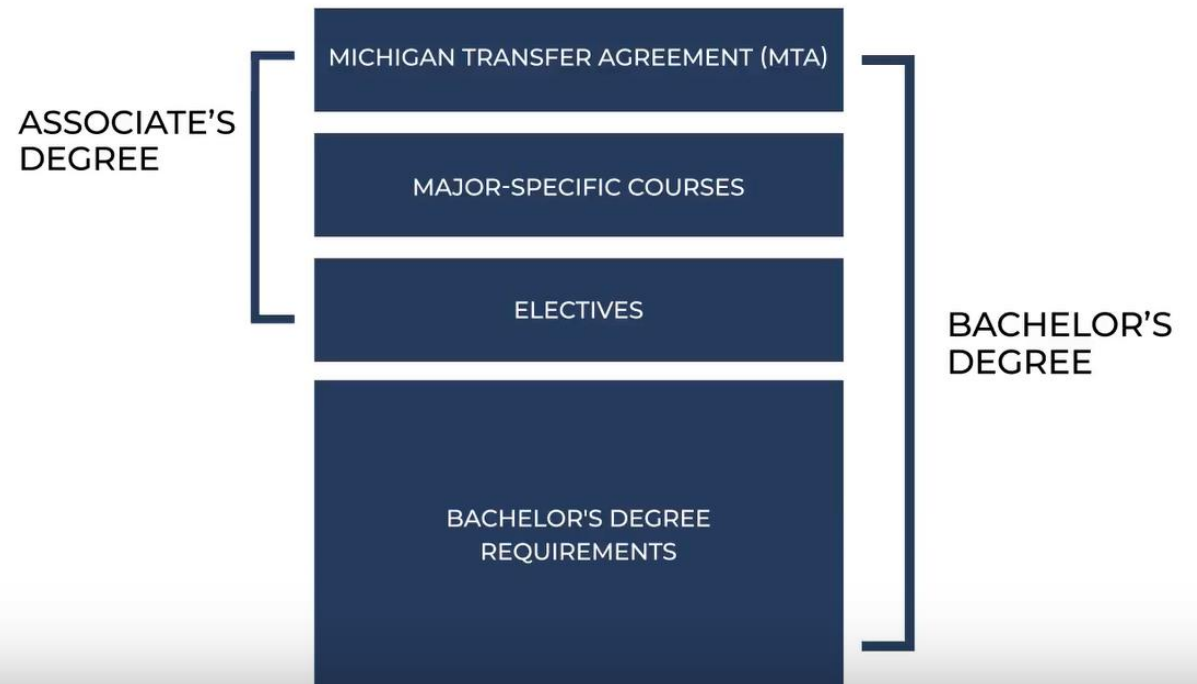 MICHIGAN TRANSFER AGREEMENT (MTA)
ASSOCIATE’S
DEGREE
MAJOR-SPECIFIC COURSES
ELECTIVES
BACHELOR’S
DEGREE
BACHELOR'S DEGREE
REQUIREMENTS